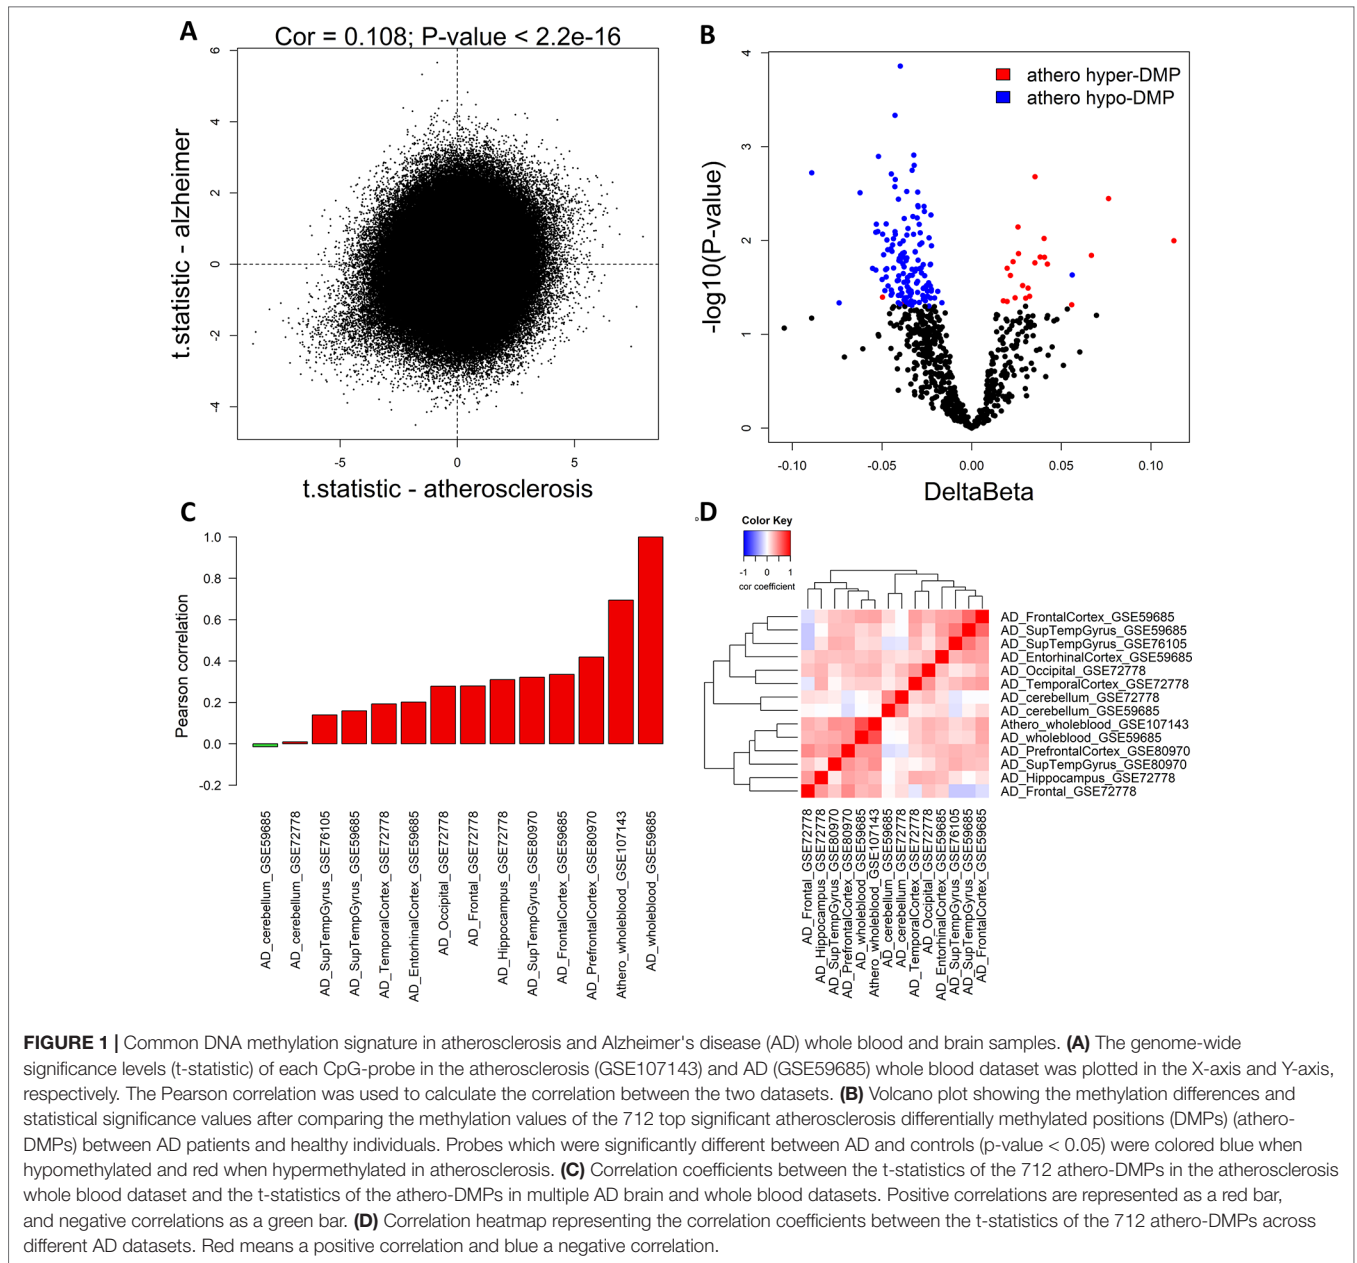 A
Cor = 0.108; P-value < 2.2e-16
t.statistic - alzheimer
6
4
2
0
-2
-4
-5
0
5
t.statistic - atherosclerosis
B
athero hyper-DMP
athero hypo-DMP
-log10(P-value)
4
3
2
1
0
-0.10
-0.05
0.00
0.05
0.10
DeltaBeta
C
Pearson correlation
1.0
0.8
0.6
0.4
0.2
0.0
-0.2
AD_cerebellum_GSE59685
AD_cerebellum_GSE72778
AD_SupTempGyrus_GSE76105
AD_SupTempGyrus_GSE59685
AD_TemporalCortex_GSE72778
AD_EntorhinalCortex_GSE59685
AD_Occipital_GSE72778
AD_Frontal_GSE72778
AD_Hippocampus_GSE72778
AD_SupTempGyrus_GSE80970
AD_FrontalCortex_GSE59685
AD_PrefrontalCortex_GSE80970
Athero_wholeblood_GSE107143
AD_wholeblood_GSE59685
D
Color Key
-1 0 1
cor coefficient
AD_FrontalCortex_GSE59685
AD_SupTempGyrus_GSE59685
AD_SupTempGyrus_GSE76105
AD_EntorhinalCortex_GSE59685
AD_Occipital_GSE72778
AD_TemporalCortex_GSE72778
AD_cerebellum_GSE72778
AD_cerebellum_GSE59685
Athero_wholeblood_GSE107143
AD_wholeblood_GSE59685
AD_PrefrontalCortex_GSE80970
AD_SupTempGyrus_GSE80970
AD_Hippocampus_GSE72778
AD_Frontal_GSE72778
AD_Frontal_GSE72778
AD_Hippocampus_GSE72778
AD_SupTempGyrus_GSE80970
AD_PrefrontalCortex_GSE80970
AD_wholeblood_GSE59685
Athero_wholeblood_GSE107143
AD_cerebellum_GSE59685
AD_cerebellum_GSE72778
AD_TemporalCortex_GSE72778
AD_Occipital_GSE72778
AD_EntorhinalCortex_GSE59685
AD_SupTempGyrus_GSE76105
AD_SupTempGyrus_GSE59685
AD_FrontalCortex_GSE59685
FIGURE 1 | Common DNA methylation signature in atherosclerosis and Alzheimer's disease (AD) whole blood and brain samples. (A) The genome-wide
significance levels (t-statistic) of each CpG-probe in the atherosclerosis (GSE107143) and AD (GSE59685) whole blood dataset was plotted in the X-axis and Y-axis,
respectively. The Pearson correlation was used to calculate the correlation between the two datasets. (B) Volcano plot showing the methylation differences and
statistical significance values after comparing the methylation values of the 712 top significant atherosclerosis differentially methylated positions (DMPs) (athero-
DMPs) between AD patients and healthy individuals. Probes which were significantly different between AD and controls (p-value < 0.05) were colored blue when
hypomethylated and red when hypermethylated in atherosclerosis. (C) Correlation coefficients between the t-statistics of the 712 athero-DMPs in the atherosclerosis
whole blood dataset and the t-statistics of the athero-DMPs in multiple AD brain and whole blood datasets. Positive correlations are represented as a red bar,
and negative correlations as a green bar. (D) Correlation heatmap representing the correlation coefficients between the t-statistics of the 712 athero-DMPs across
different AD datasets. Red means a positive correlation and blue a negative correlation.